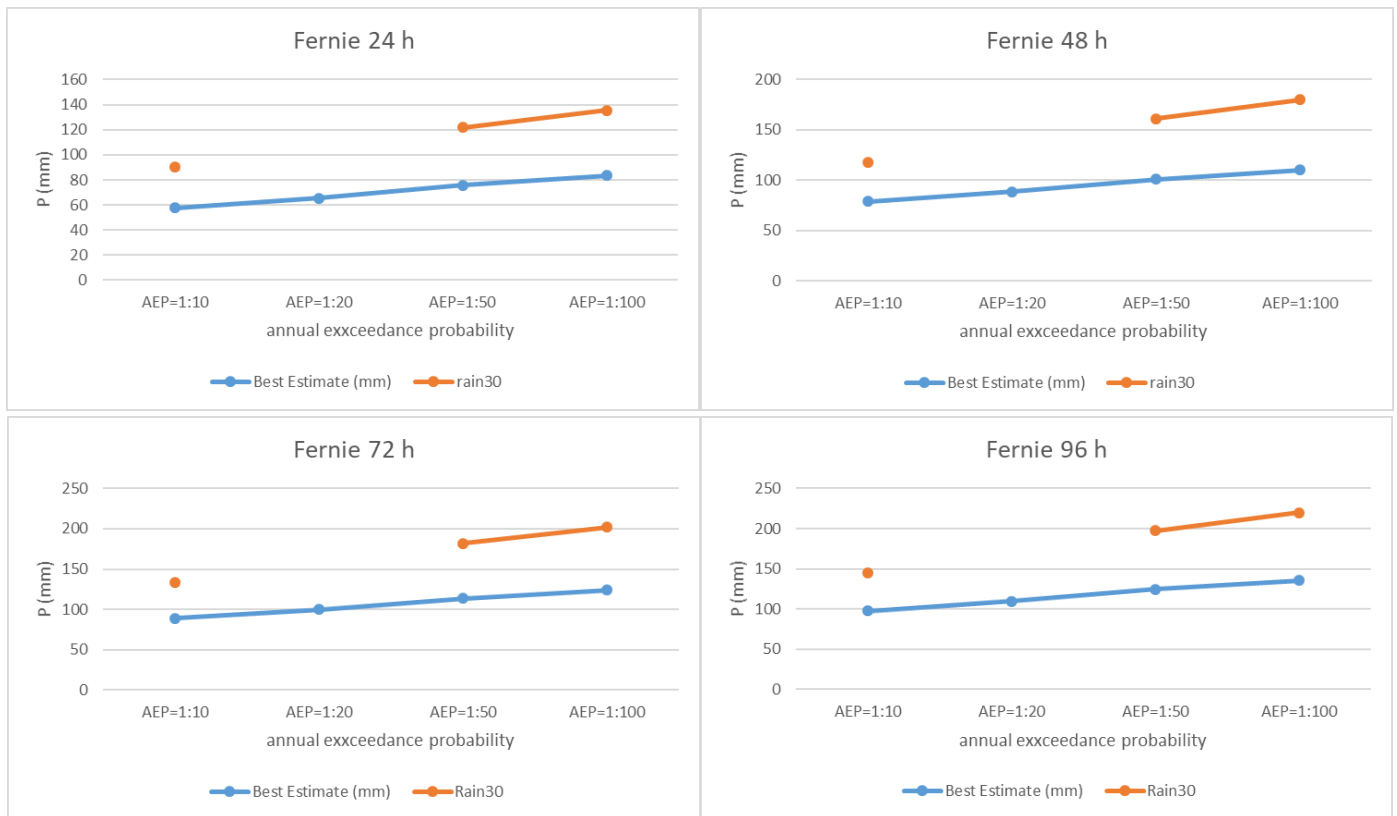 Fernie 24 h
P (mm)
160
140
120
100
80
60
40
20
0
AEP=1:10 AEP=1:20 AEP=1:50 AEP=1:100
annual exxceedance probability
Best Estimate (mm) rain30
Fernie 48 h
P (mm)
200
150
100
50
0
AEP=1:10 AEP=1:20 AEP=1:50 AEP=1:100
annual exxceedance probability
Best Estimate (mm) rain30
Fernie 72 h
P (mm)
250
200
150
100
50
0
AEP=1:10 AEP=1:20 AEP=1:50 AEP=1:100
annual exxceedance probability
Best Estimate (mm) Rain30
Fernie 96 h
P (mm)
250
200
150
100
50
0
AEP=1:10 AEP=1:20 AEP=1:50 AEP=1:100
annual exxceedance probability
Best Estimate (mm) Rain30